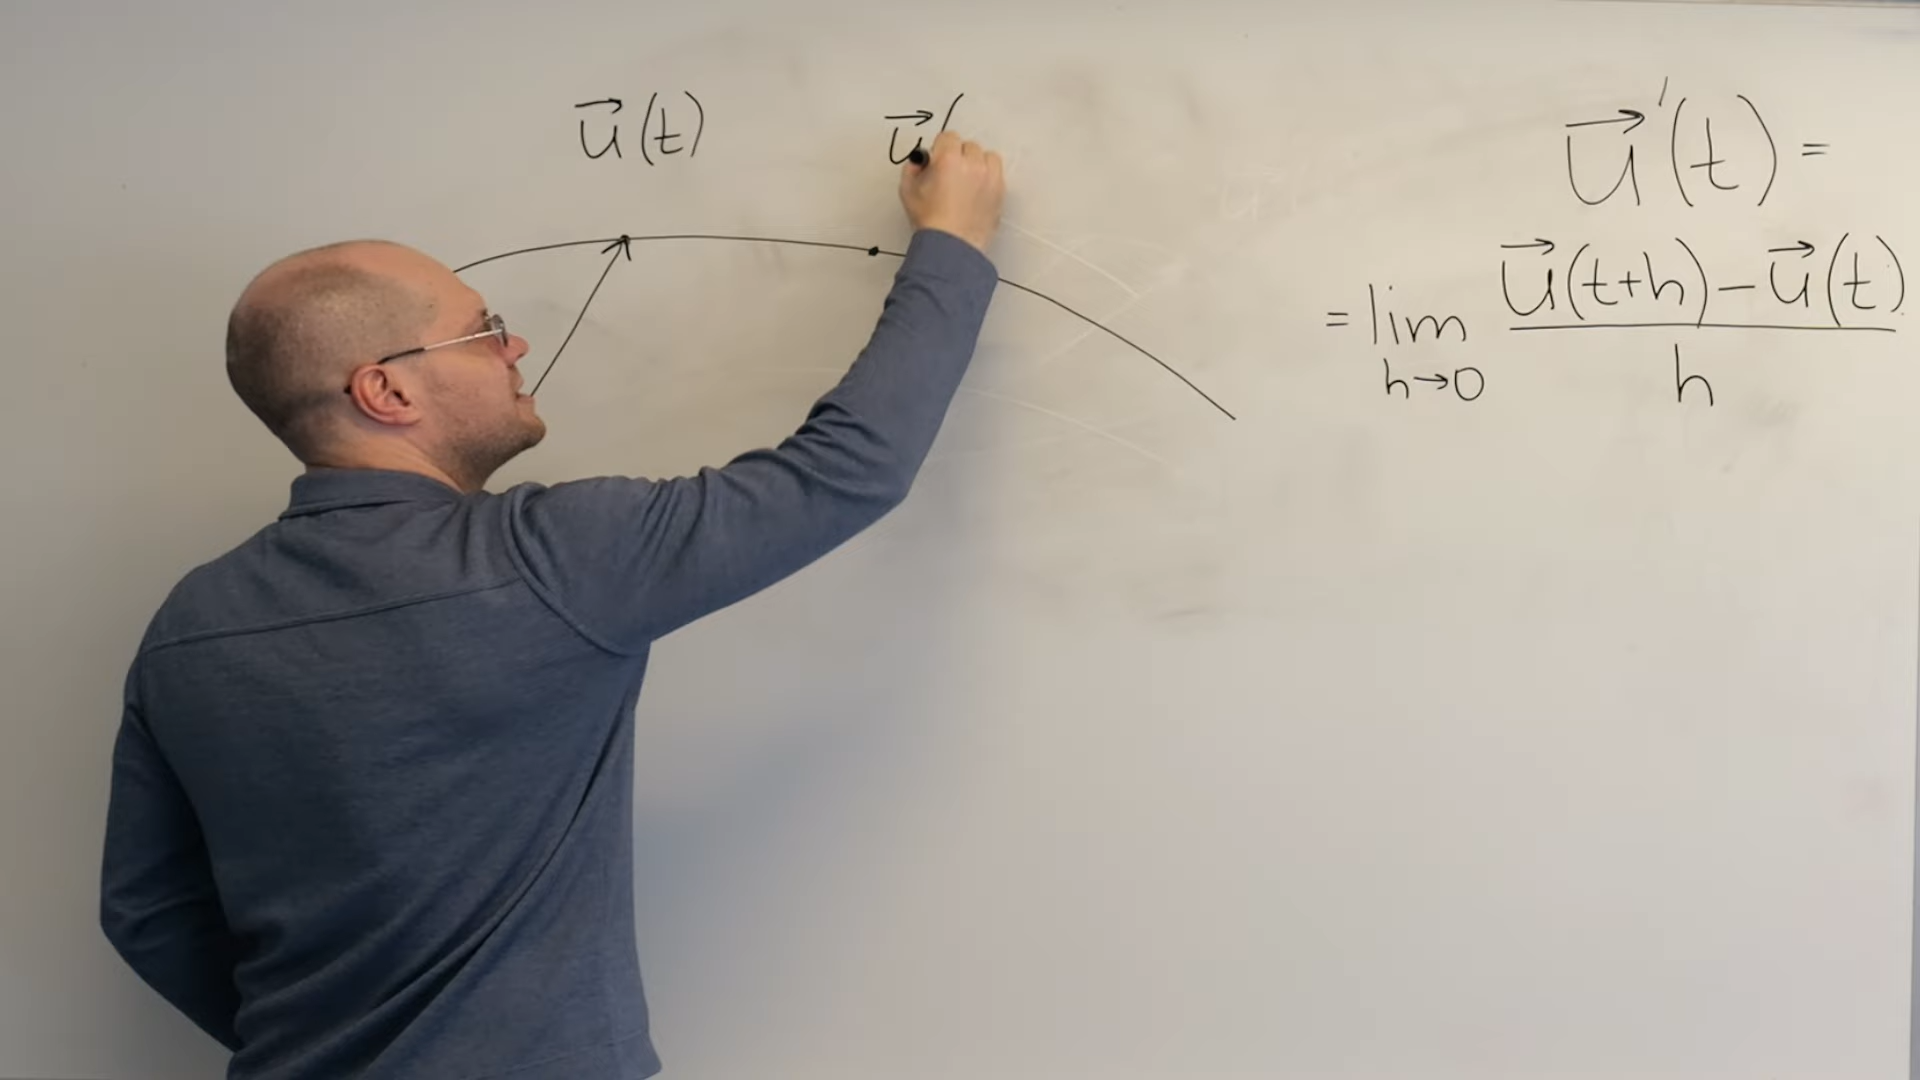 u⃗(t) u⃗(
u⃗'(t) =
= lim h→0 (u⃗(t+h) − u⃗(t)) / h